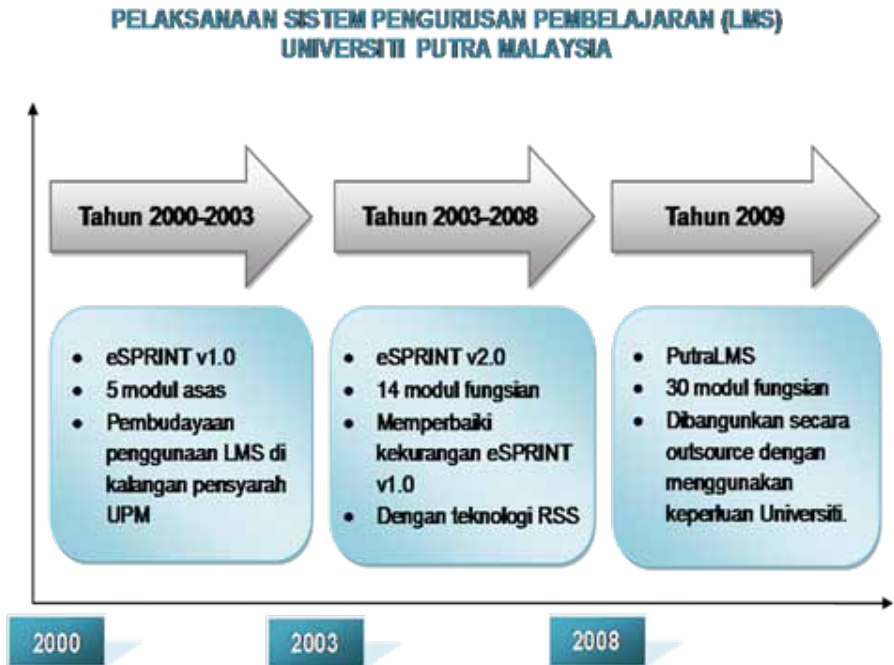 PELAKSANAAN SISTEM PENGURUSAN PEMBELAJARAN (LMS)
UNIVERSITI PUTRA MALAYSIA
Tahun 2000-2003
Tahun 2003-2008
Tahun 2009
• eSPRINT v1.0
• 5 modul asas
• Pembudayaan
penggunaan LMS di
kalangan pensyarah
UPM
• eSPRINT v2.0
• 14 modul fungsian
• Memperbaiki
kekurangan eSPRINT
v1.0
• Dengan teknologi RSS
• PutraLMS
• 30 modul fungsian
• Dibangunkan secara
outsource dengan
menggunakan
keperluan Universiti.
2000
2003
2008